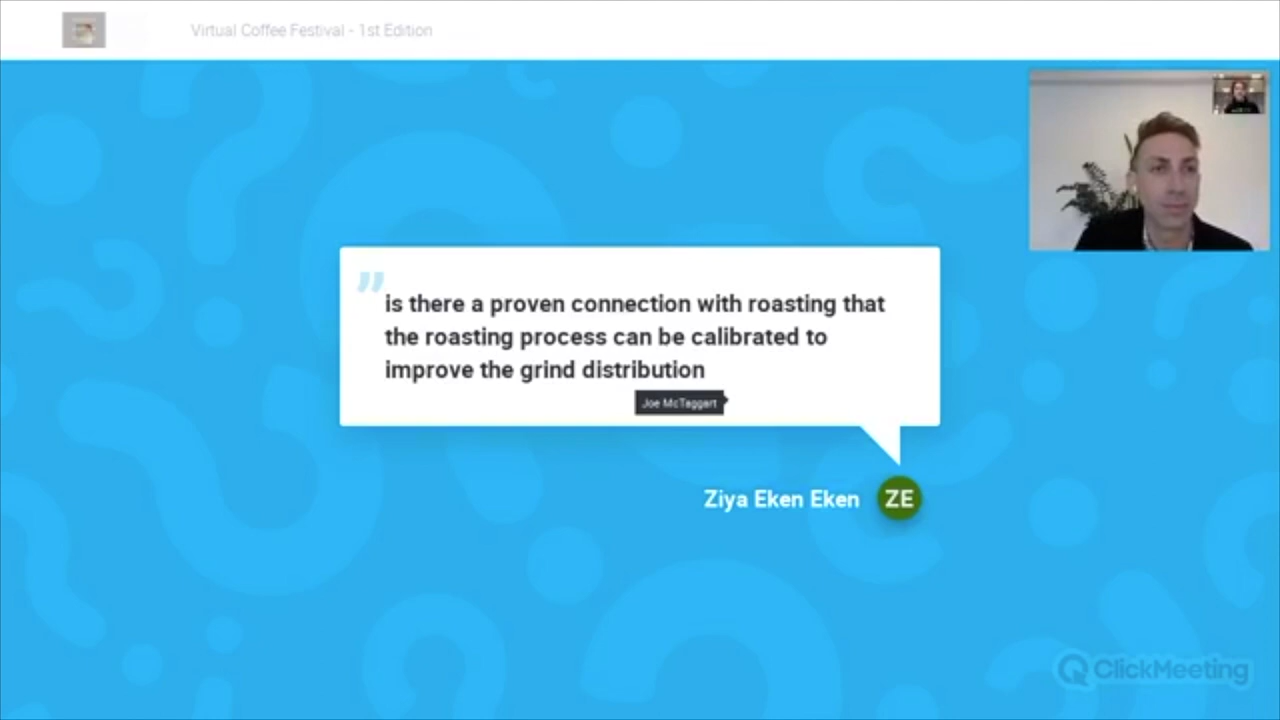 Virtual Coffee Festival - 1st Edition
is there a proven connection with roasting that
the roasting process can be calibrated to
improve the grind distribution
Joe McTaggart
Ziya Eken Eken
ZE
ClickMeeting